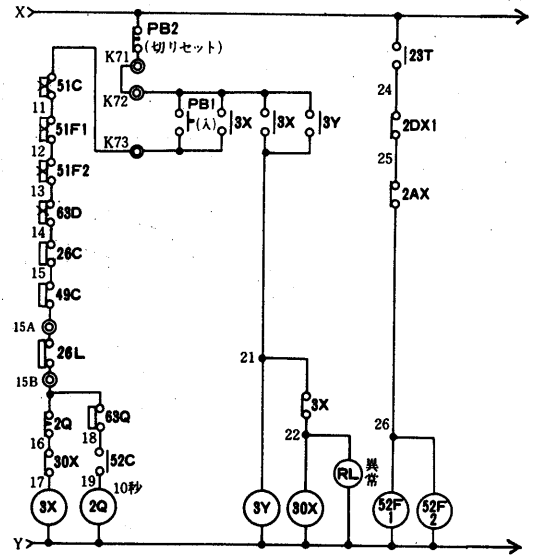 X
PB2
(切リセット)
K71
K72
K73
PB1
(入)
3X
3X
3Y
23T
24
2DX1
25
2AX
51C
11
51F1
12
51F2
13
63D
14
26C
15
49C
15A
26L
15B
2Q
63Q
16
18
30X
52C
17
19
10秒
3X
2Q
21
3X
22
RL
異常
3Y
30X
26
52F
1
52F
2
Y